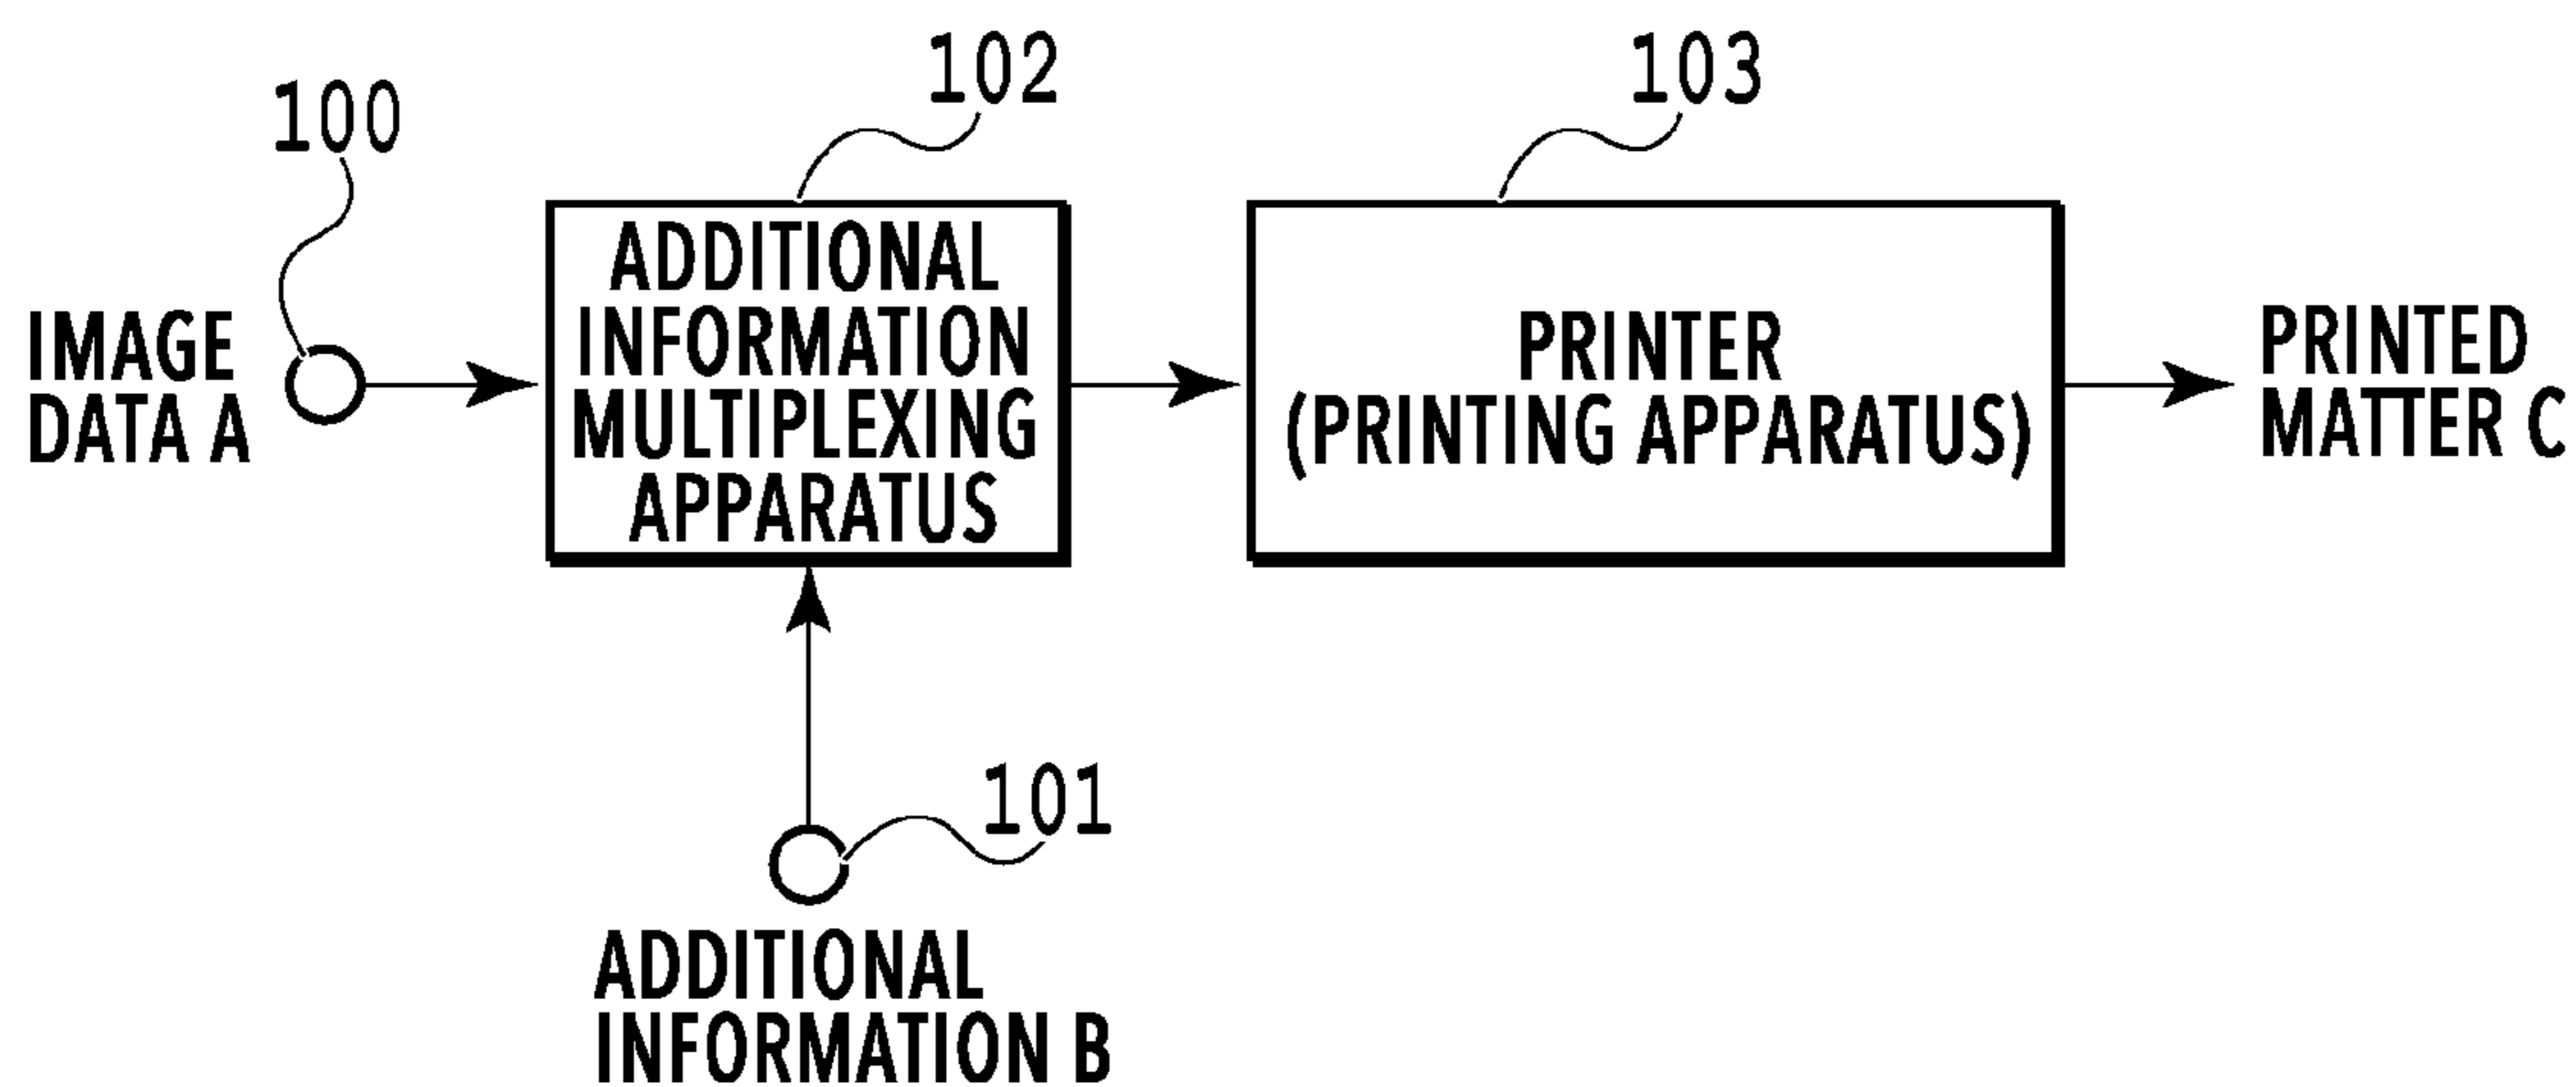 100
102
103
IMAGE
DATA A
ADDITIONAL
INFORMATION
MULTIPLEXING
APPARATUS
PRINTER
(PRINTING APPARATUS)
PRINTED
MATTER C
101
ADDITIONAL
INFORMATION B